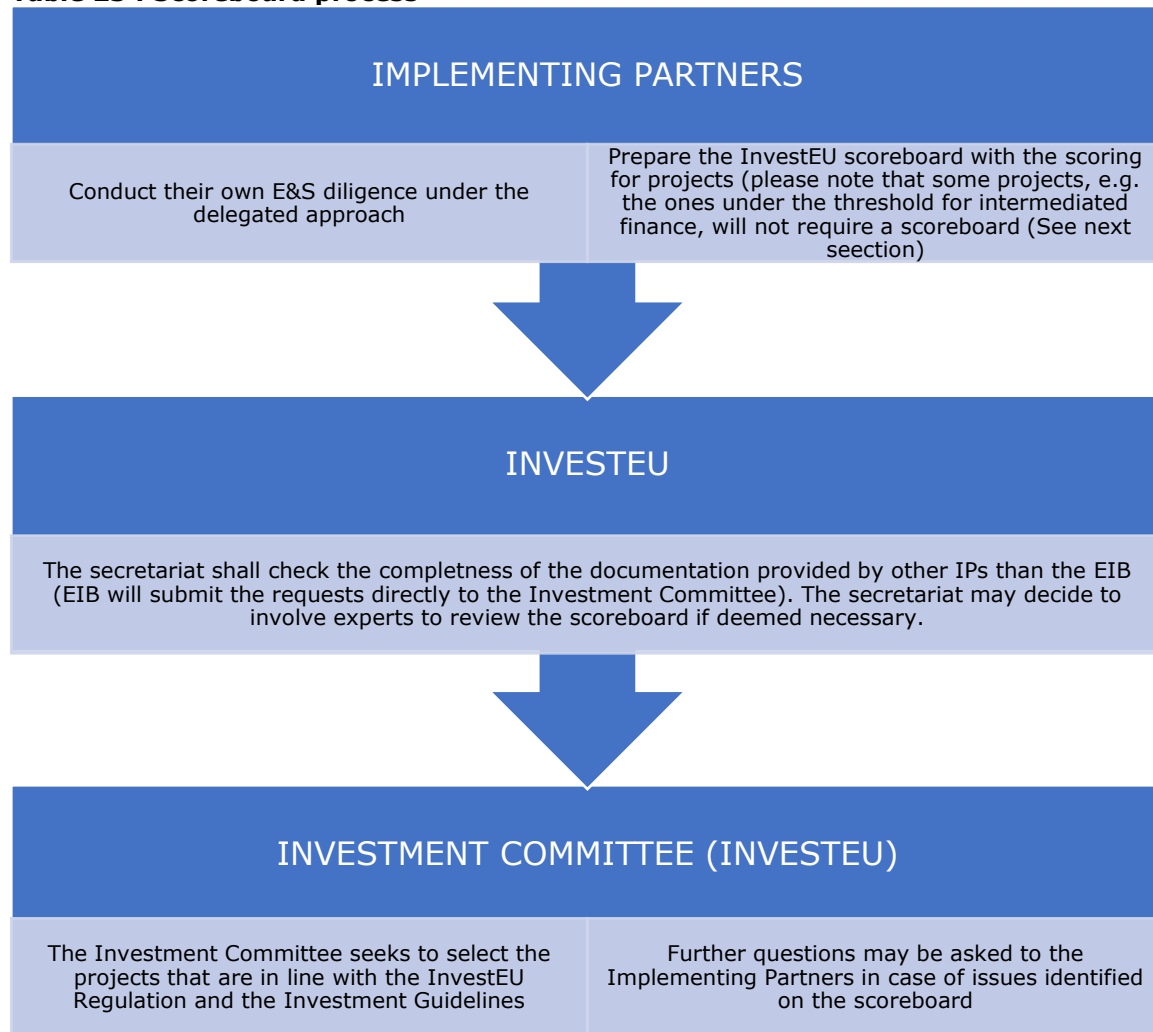 Table 23 : Scoreboard process
IMPLEMENTING PARTNERS
Conduct their own E&S diligence under the
delegated approach
Prepare the InvestEU scoreboard with the scoring
for projects (please note that some projects, e.g.
the ones under the threshold for intermediated
finance, will not require a scoreboard (See next
seection)
INVESTEU
The secretariat shall check the completness of the documentation provided by other IPs than the EIB
(EIB will submit the requests directly to the Investment Committee). The secretariat may decide to
involve experts to review the scoreboard if deemed necessary.
INVESTMENT COMMITTEE (INVESTEU)
The Investment Committee seeks to select the
projects that are in line with the InvestEU
Regulation and the Investment Guidelines
Further questions may be asked to the
Implementing Partners in case of issues identified
on the scoreboard